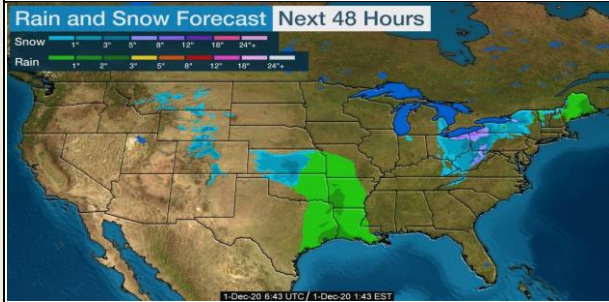 Rain and Snow Forecast Next 48 Hours
Snow
1" 3" 5" 8" 12" 18" 24"+
Rain
1" 2" 3" 5" 8" 12" 18" 24"+
1-Dec-20 6:43 UTC / 1-Dec-20 1:43 EST